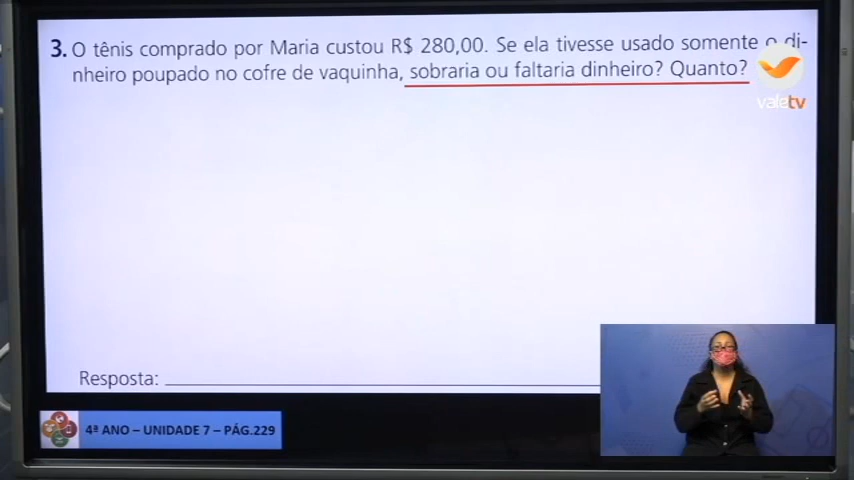 3. O tênis comprado por Maria custou R$ 280,00. Se ela tivesse usado somente o di-
nheiro poupado no cofre de vaquinha, sobraria ou faltaria dinheiro? Quanto?
valetv
Resposta:
4ª ANO – UNIDADE 7 – PÁG.229